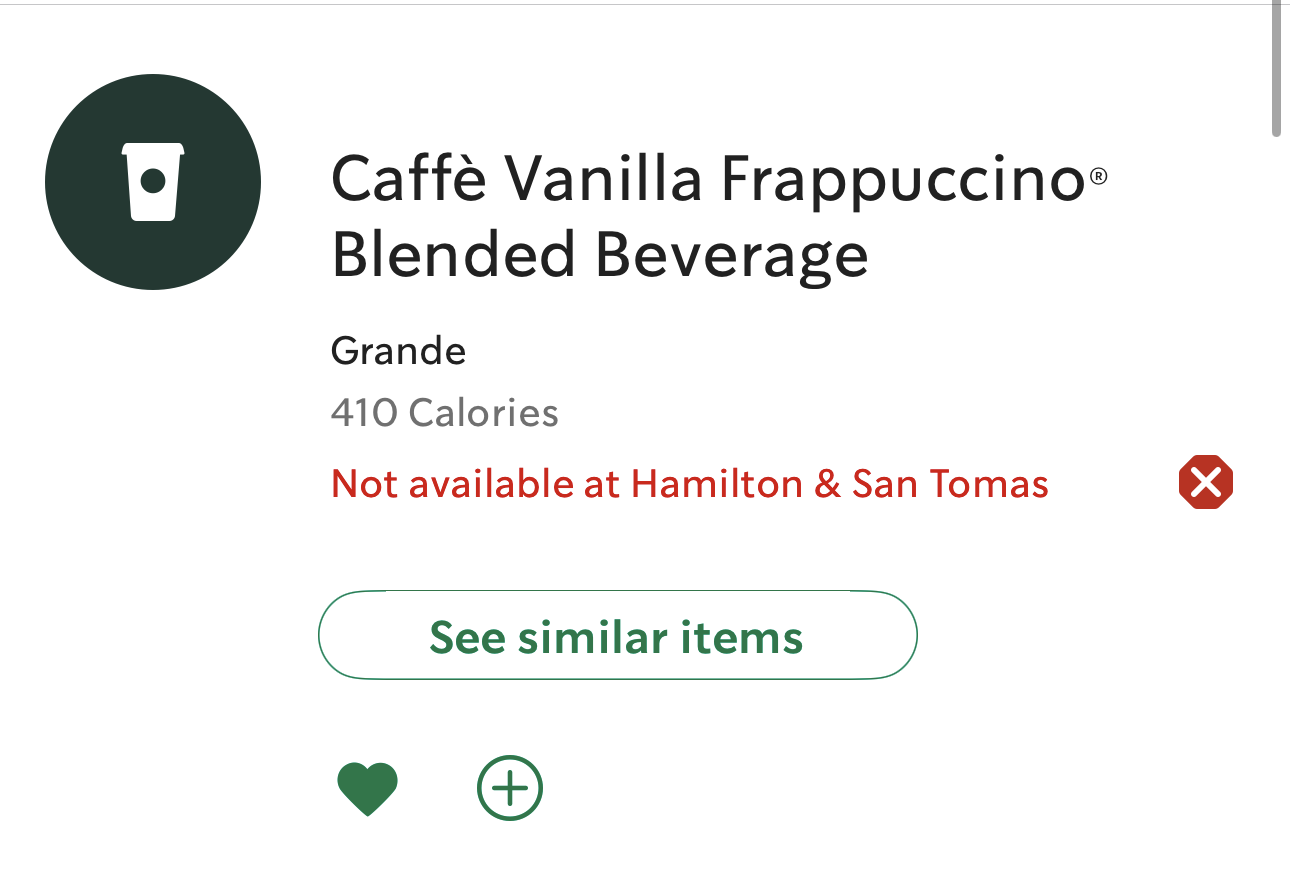 Caffè Vanilla Frappuccino®
Blended Beverage
Grande
410 Calories
Not available at Hamilton & San Tomas
See similar items